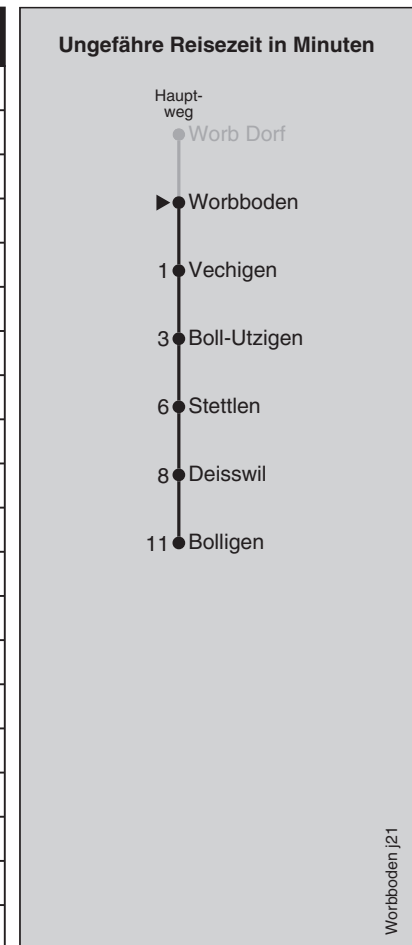 Ungefähre Reisezeit in Minuten
Haupt-
weg
Worb Dorf
Worbboden
1 Vechigen
3 Boll-Utzigen
6 Stettlen
8 Deisswil
11 Bolligen
Worbboden j21